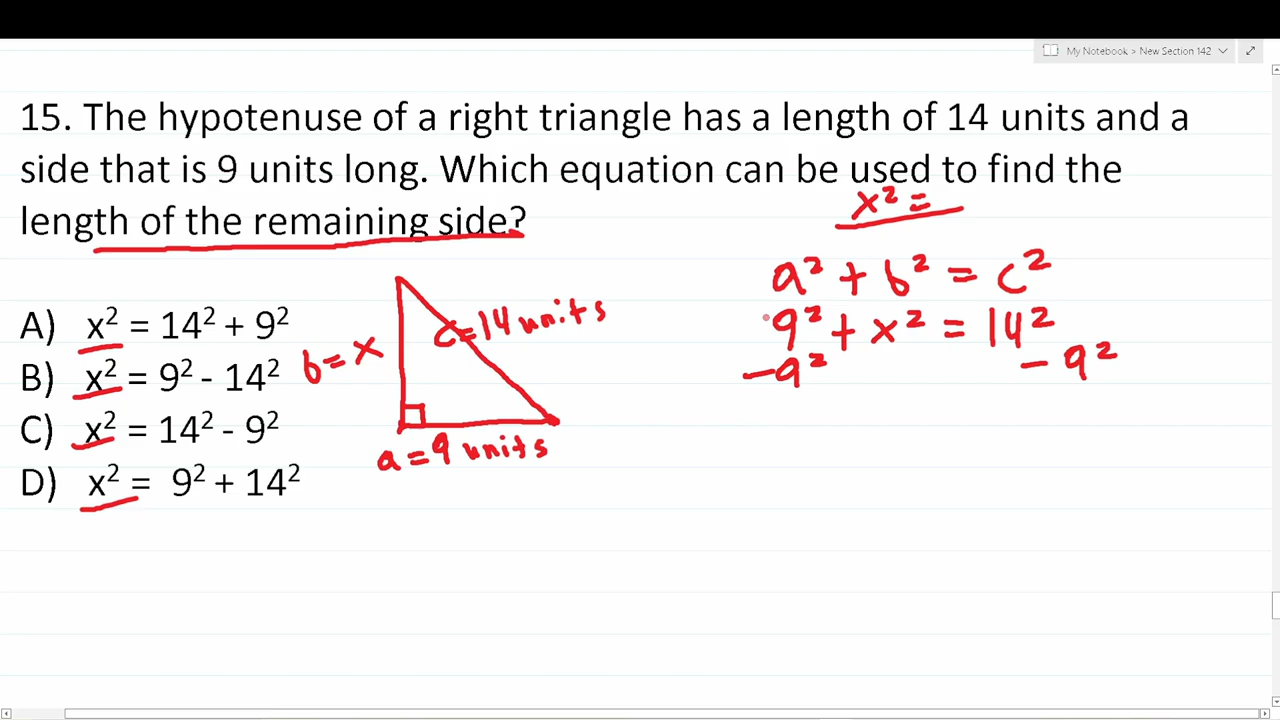 My Notebook > New Section 142
15. The hypotenuse of a right triangle has a length of 14 units and a
side that is 9 units long. Which equation can be used to find the
length of the remaining side?
x² =
a² + b² = c²
9² + x² = 14²
-9² - 9²
A) x² = 14² + 9²
B) x² = 9² - 14²
C) x² = 14² - 9²
D) x² = 9² + 14²
c=14 units
b = x
a = 9 units